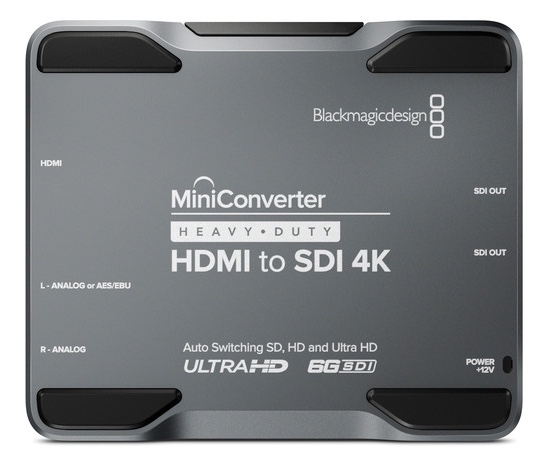 Blackmagicdesign
HDMI
SDI OUT
MiniConverter
HEAVY • DUTY
HDMI to SDI 4K
SDI OUT
L - ANALOG or AES/EBU
R - ANALOG
Auto Switching SD, HD and Ultra HD
ULTRAHD 6G SDI
POWER
+12V